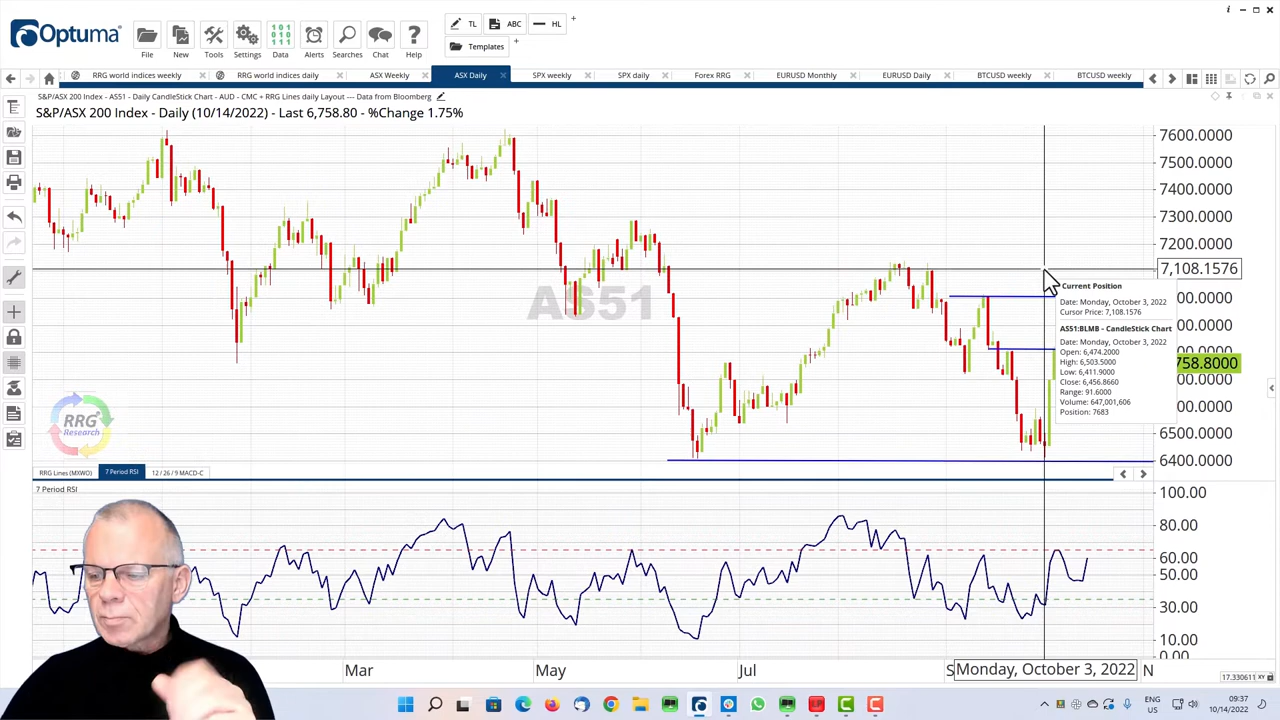 Optuma
File
New
Tools
Settings
Data
Alerts
Searches
Chat
Help
TL
ABC
HL
Templates
RRG world indices weekly
RRG world indices daily
ASX Weekly
ASX Daily
SPX weekly
SPX daily
Forex RRG
EURUSD Monthly
EURUSD Daily
BTCUSD weekly
BTCUSD weekly
S&P/ASX 200 Index - AS51 - Daily CandleStick Chart - AUD - CMC + RRG Lines daily Layout --- Data from Bloomberg
S&P/ASX 200 Index - Daily (10/14/2022) - Last 6,758.80 - %Change 1.75%
7600.0000
7500.0000
7400.0000
7300.0000
7200.0000
7,108.1576
758.8000
6500.0000
6400.0000
AS51
Current Position
Date: Monday, October 3, 2022
Cursor Price: 7,108.1576
AS51:BLMB - CandleStick Chart
Date: Monday, October 3, 2022
Open: 6,474.2000
High: 6,503.5000
Low: 6,411.9000
Close: 6,456.8660
Range: 91.6000
Volume: 647,001,606
Position: 7683
RRG
Research
RRG Lines (MXWO)
7 Period RSI
12 / 26 / 9 MACD-C
7 Period RSI
100.00
80.00
60.00
50.00
30.00
10.00
0.00
Mar
May
Jul
S
Monday, October 3, 2022
N
17.330611
XY
ENG
US
09:37
10/14/2022